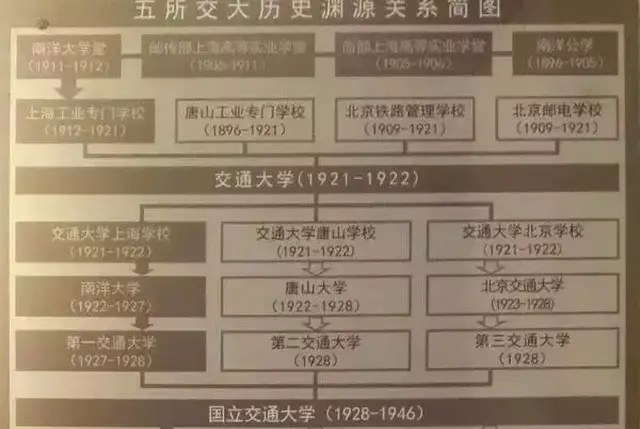 五所交大历史渊源关系简图
南洋大学堂 邮传部上海高等实业学堂 商部上海高等实业学堂 南洋公学
(1911-1912) (1906-1911) (1905-1906) (1896-1905)
上海工业专门学校 唐山工业专门学校 北京铁路管理学校 北京邮电学校
(1912-1921) (1896-1921) (1909-1921) (1909-1921)
交通大学(1921-1922)
交通大学上海学校 交通大学唐山学校 交通大学北京学校
(1921-1922) (1921-1922) (1921-1922)
南洋大学 唐山大学 北京交通大学
(1922-1927) (1922-1928) (1923-1928)
第一交通大学 第二交通大学 第三交通大学
(1927-1928) (1928) (1928)
国立交通大学(1928-1946)